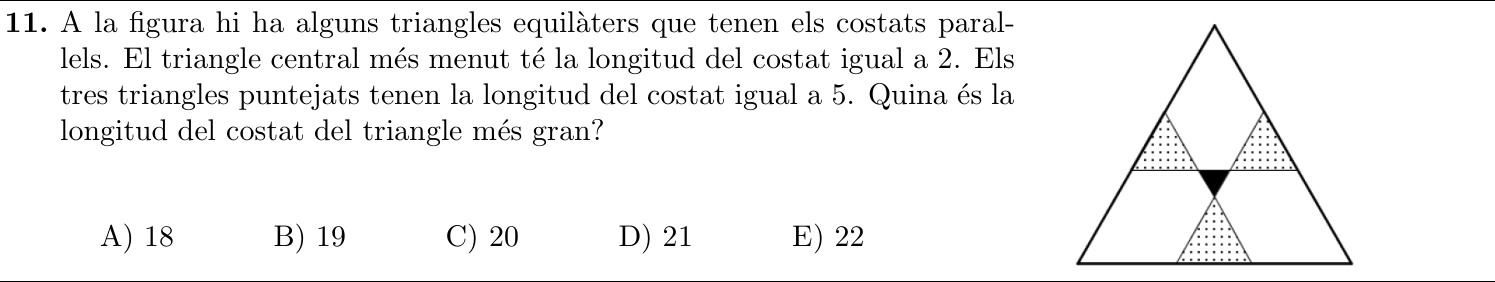 11. A la figura hi ha alguns triangles equilàters que tenen els costats paral-
lels. El triangle central més menut té la longitud del costat igual a 2. Els
tres triangles puntejats tenen la longitud del costat igual a 5. Quina és la
longitud del costat del triangle més gran?
A) 18 B) 19 C) 20 D) 21 E) 22